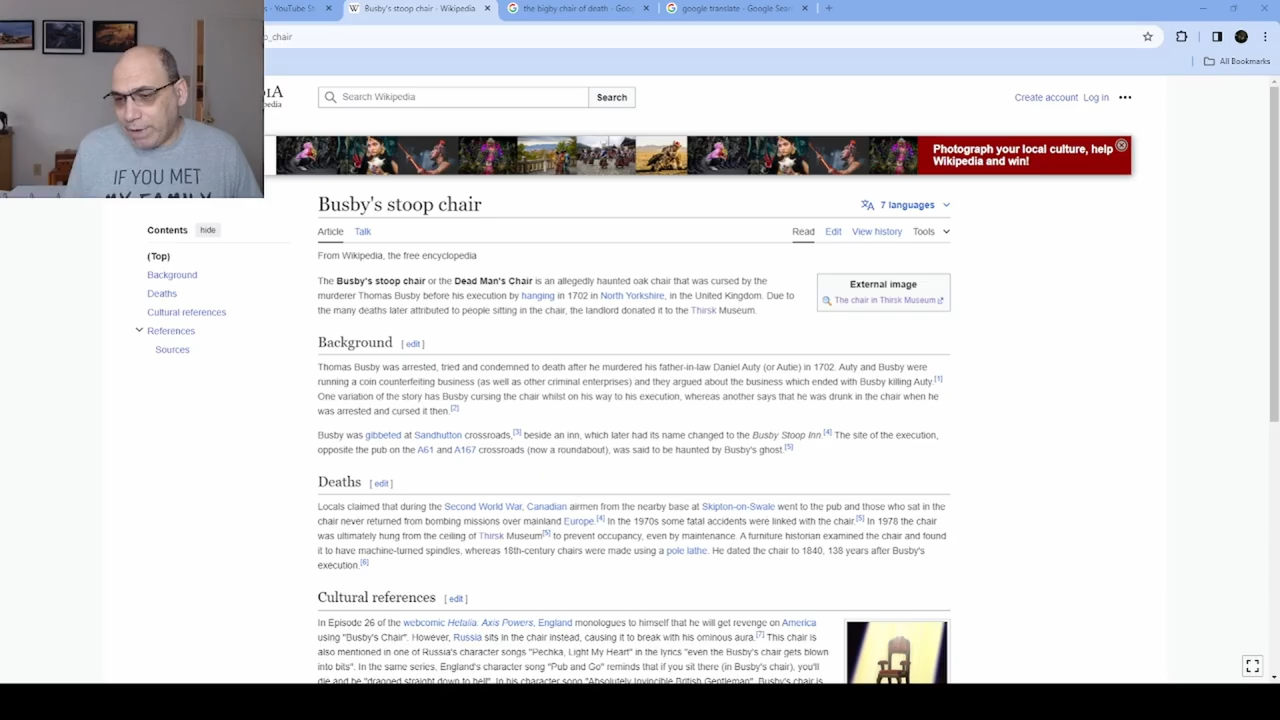 s - YouTube St
Busby's stoop chair - Wikipedia
the bigby chair of death - Goo
google translate - Google Sear
_chair
All Bookmarks
IF YOU MET
MY FAMILY
Search Wikipedia
Search
Create account
Log in
Photograph your local culture, help
Wikipedia and win!
Busby's stoop chair
7 languages
Contents
hide
(Top)
Background
Deaths
Cultural references
References
Sources
Article
Talk
Read
Edit
View history
Tools
From Wikipedia, the free encyclopedia
The Busby's stoop chair or the Dead Man's Chair is an allegedly haunted oak chair that was cursed by the
murderer Thomas Busby before his execution by hanging in 1702 in North Yorkshire, in the United Kingdom. Due to
the many deaths later attributed to people sitting in the chair, the landlord donated it to the Thirsk Museum.
External image
The chair in Thirsk Museum
Background [ edit ]
Thomas Busby was arrested, tried and condemned to death after he murdered his father-in-law Daniel Auty (or Autie) in 1702. Auty and Busby were
running a coin counterfeiting business (as well as other criminal enterprises) and they argued about the business which ended with Busby killing Auty.[1]
One variation of the story has Busby cursing the chair whilst on his way to his execution, whereas another says that he was drunk in the chair when he
was arrested and cursed it then.[2]
Busby was gibbeted at Sandhutton crossroads,[3] beside an inn, which later had its name changed to the Busby Stoop Inn.[4] The site of the execution,
opposite the pub on the A61 and A167 crossroads (now a roundabout), was said to be haunted by Busby's ghost.[5]
Deaths [ edit ]
Locals claimed that during the Second World War, Canadian airmen from the nearby base at Skipton-on-Swale went to the pub and those who sat in the
chair never returned from bombing missions over mainland Europe.[4] In the 1970s some fatal accidents were linked with the chair.[5] In 1978 the chair
was ultimately hung from the ceiling of Thirsk Museum[5] to prevent occupancy, even by maintenance. A furniture historian examined the chair and found
it to have machine-turned spindles, whereas 18th-century chairs were made using a pole lathe. He dated the chair to 1840, 138 years after Busby's
execution.[6]
Cultural references [ edit ]
In Episode 26 of the webcomic Hetalia: Axis Powers, England monologues to himself that he will get revenge on America
using "Busby's Chair". However, Russia sits in the chair instead, causing it to break with his ominous aura.[7] This chair is
also mentioned in one of Russia's character songs "Pechka, Light My Heart" in the lyrics "even the Busby's chair gets blown
into bits". In the same series, England's character song "Pub and Go" reminds that if you sit there (in Busby's chair), you'll
die and be "dragged straight down to hell". In his character song "Absolutely Invincible British Gentleman", Busby's chair is